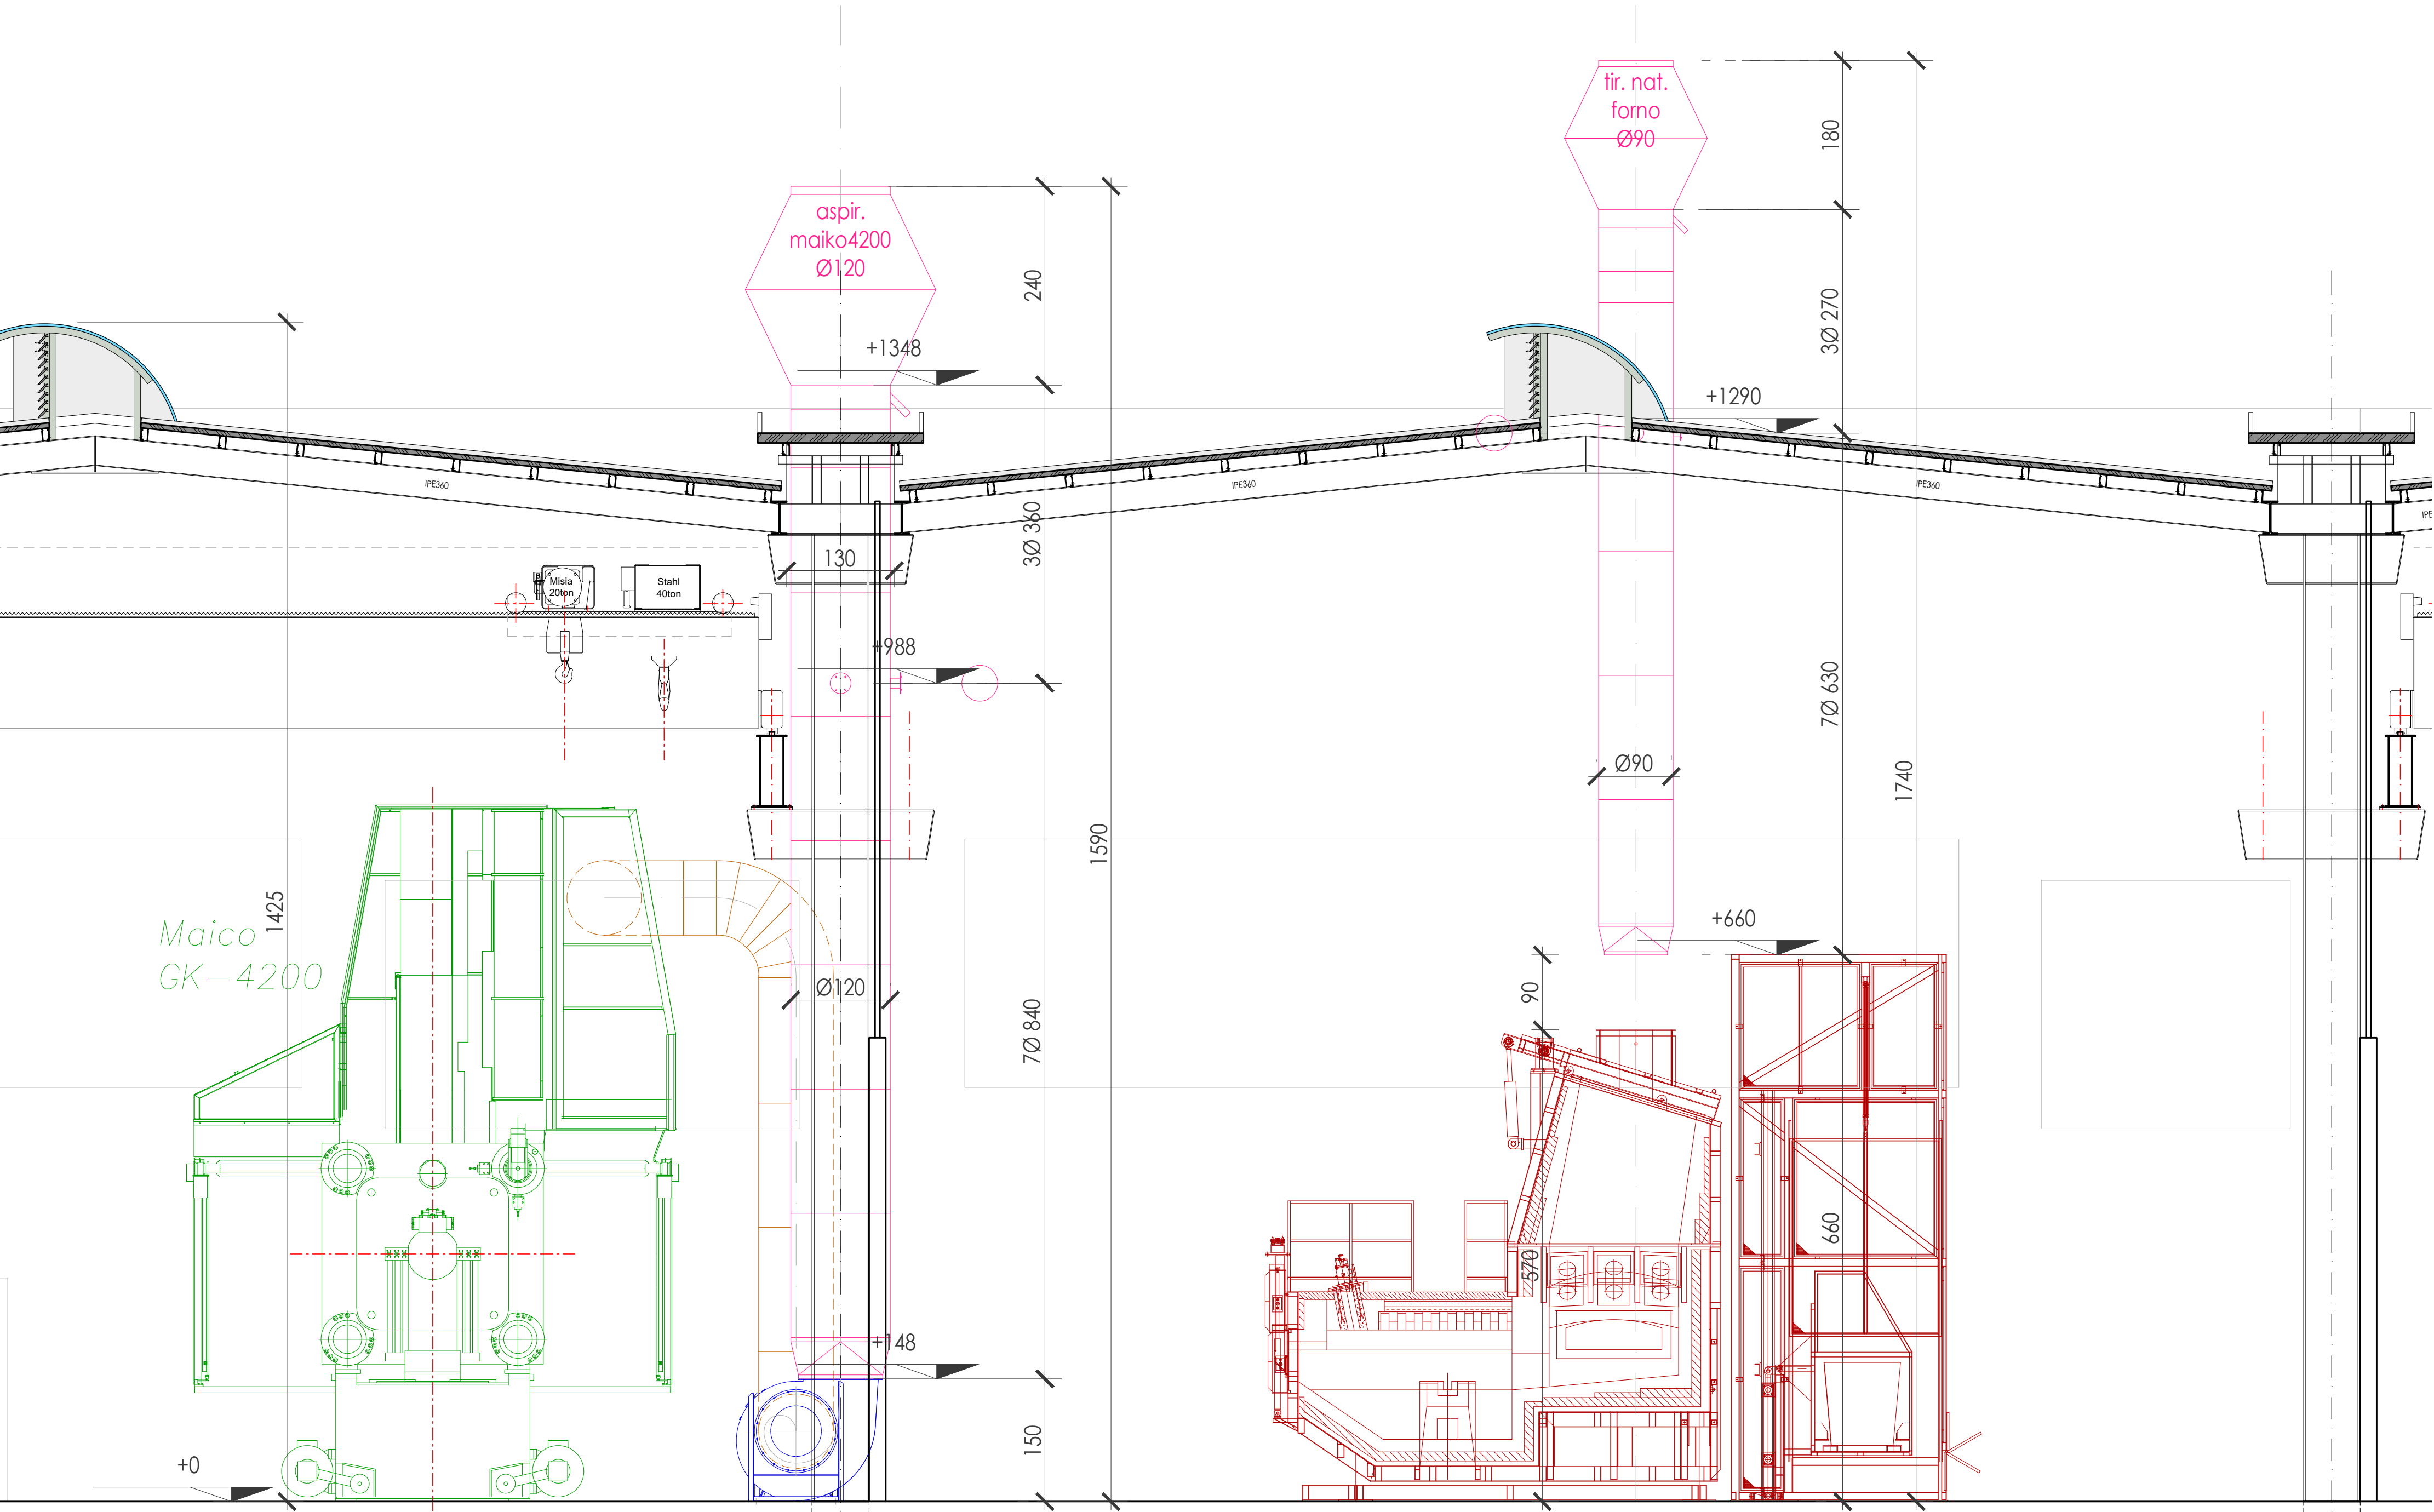 tir. nat.
forno
Ø90
180
aspir.
maiko4200
Ø120
240
+1348
3Ø 270
+1290
IPE360
IPE360
IPE360
IPE
3Ø 360
130
Misia
20ton
Stahl
40ton
+988
7Ø 630
Ø90
1740
1590
1425
Maico
GK-4200
+660
Ø120
90
7Ø 840
660
570
+148
150
+0